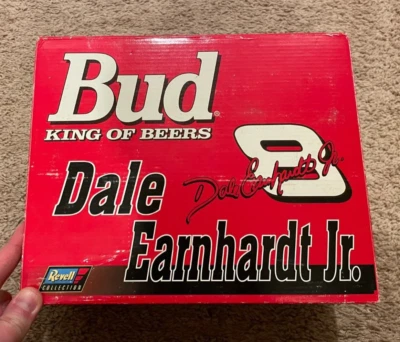 Bud®
KING OF BEERS
8
Dale Earnhardt Jr.
Dale
Earnhardt Jr.
Revell
COLLECTION